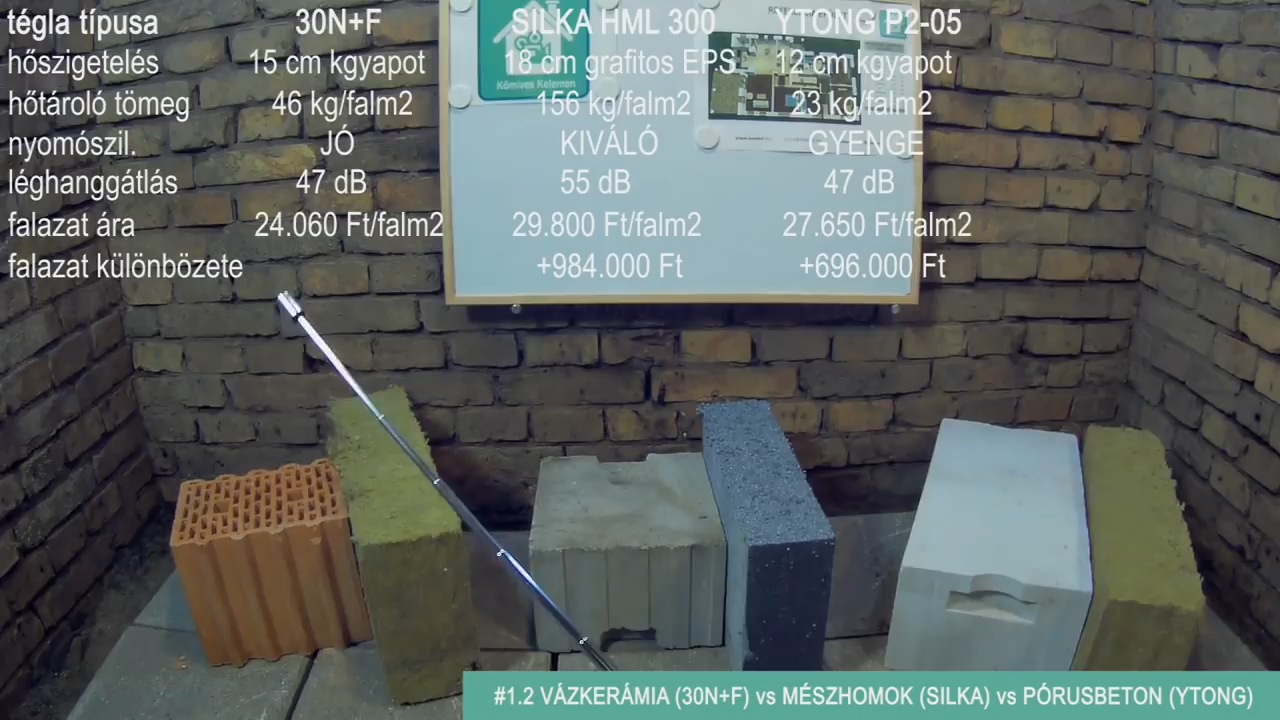 tégla típusa 30N+F SILKA HML 300 YTONG P2-05
hőszigetelés 15 cm kgyapot 18 cm grafitos EPS 12 cm kgyapot
hőtároló tömeg 46 kg/falm2 156 kg/falm2 23 kg/falm2
nyomószil. JÓ KIVÁLÓ GYENGE
léghanggátlás 47 dB 55 dB 47 dB
falazat ára 24.060 Ft/falm2 29.800 Ft/falm2 27.650 Ft/falm2
falazat különbözete +984.000 Ft +696.000 Ft
Kőműves Kelemen
#1.2 VÁZKERÁMIA (30N+F) vs MÉSZHOMOK (SILKA) vs PÓRUSBETON (YTONG)